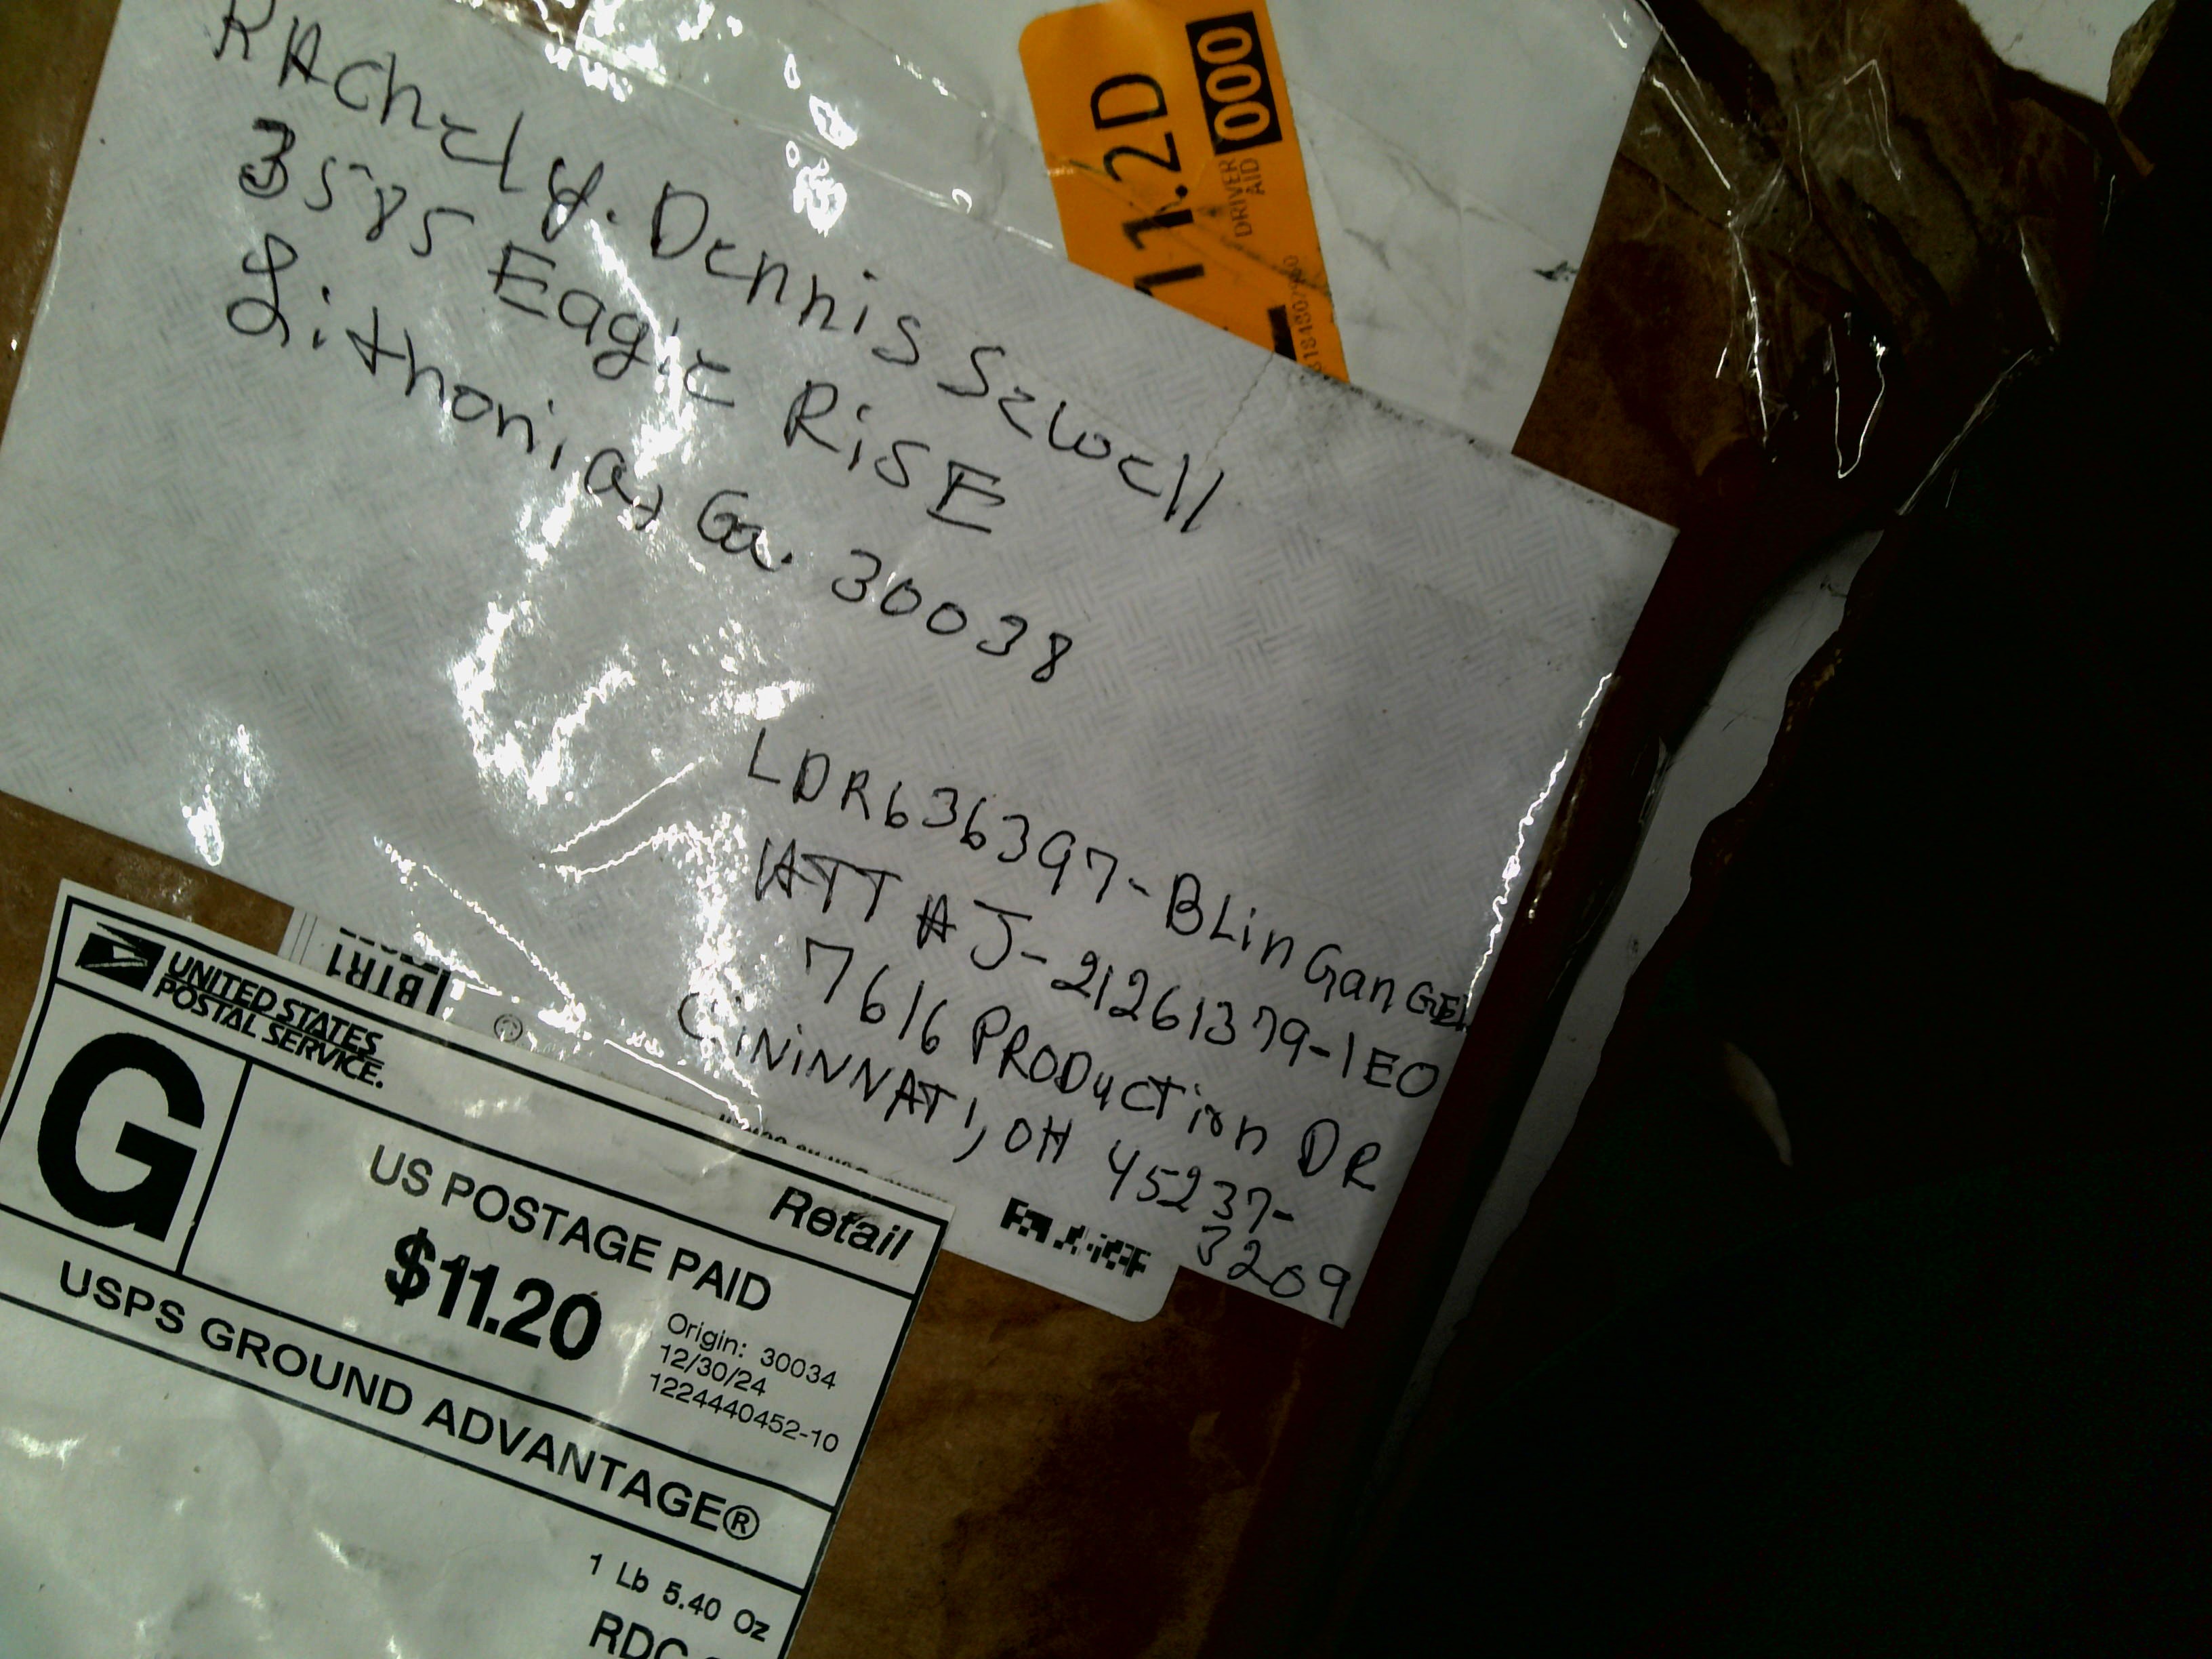 RAchel y. Dennis Sewell
3585 Eagle RiSE
Lithonia, Ga. 30038
LDR636397-BLinGanGEL
ATT # J-21261379-1EO
7616 PRODuction DR
CiNiNNATI, OH 45237-
3209
11.2D
000
DRIVER
AID
UNITED STATES
POSTAL SERVICE.
G
Retail
US POSTAGE PAID
$11.20
Origin: 30034
12/30/24
1224440452-10
USPS GROUND ADVANTAGE®
1 Lb 5.40 Oz
RDC